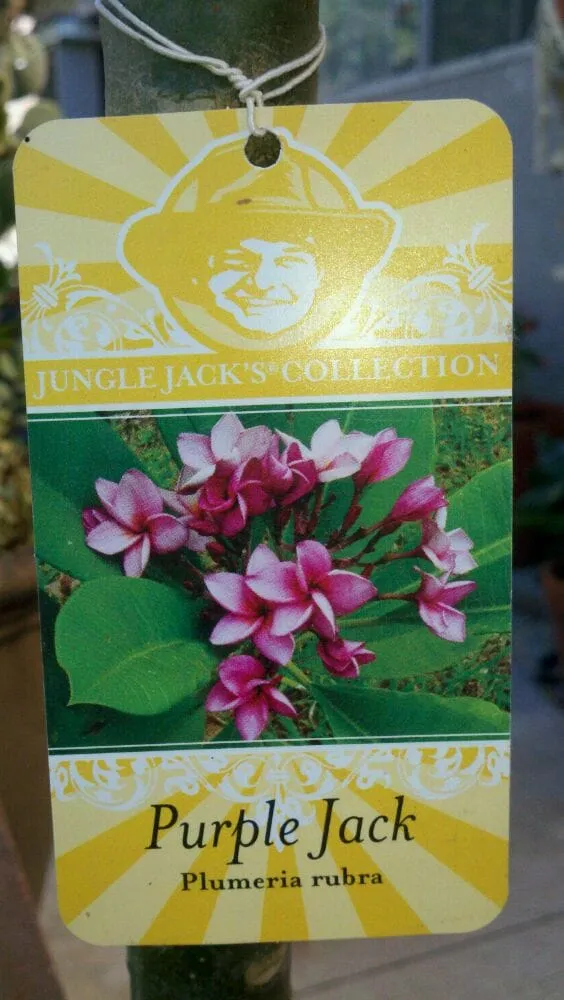 JUNGLE JACK'S® COLLECTION
Purple Jack
Plumeria rubra